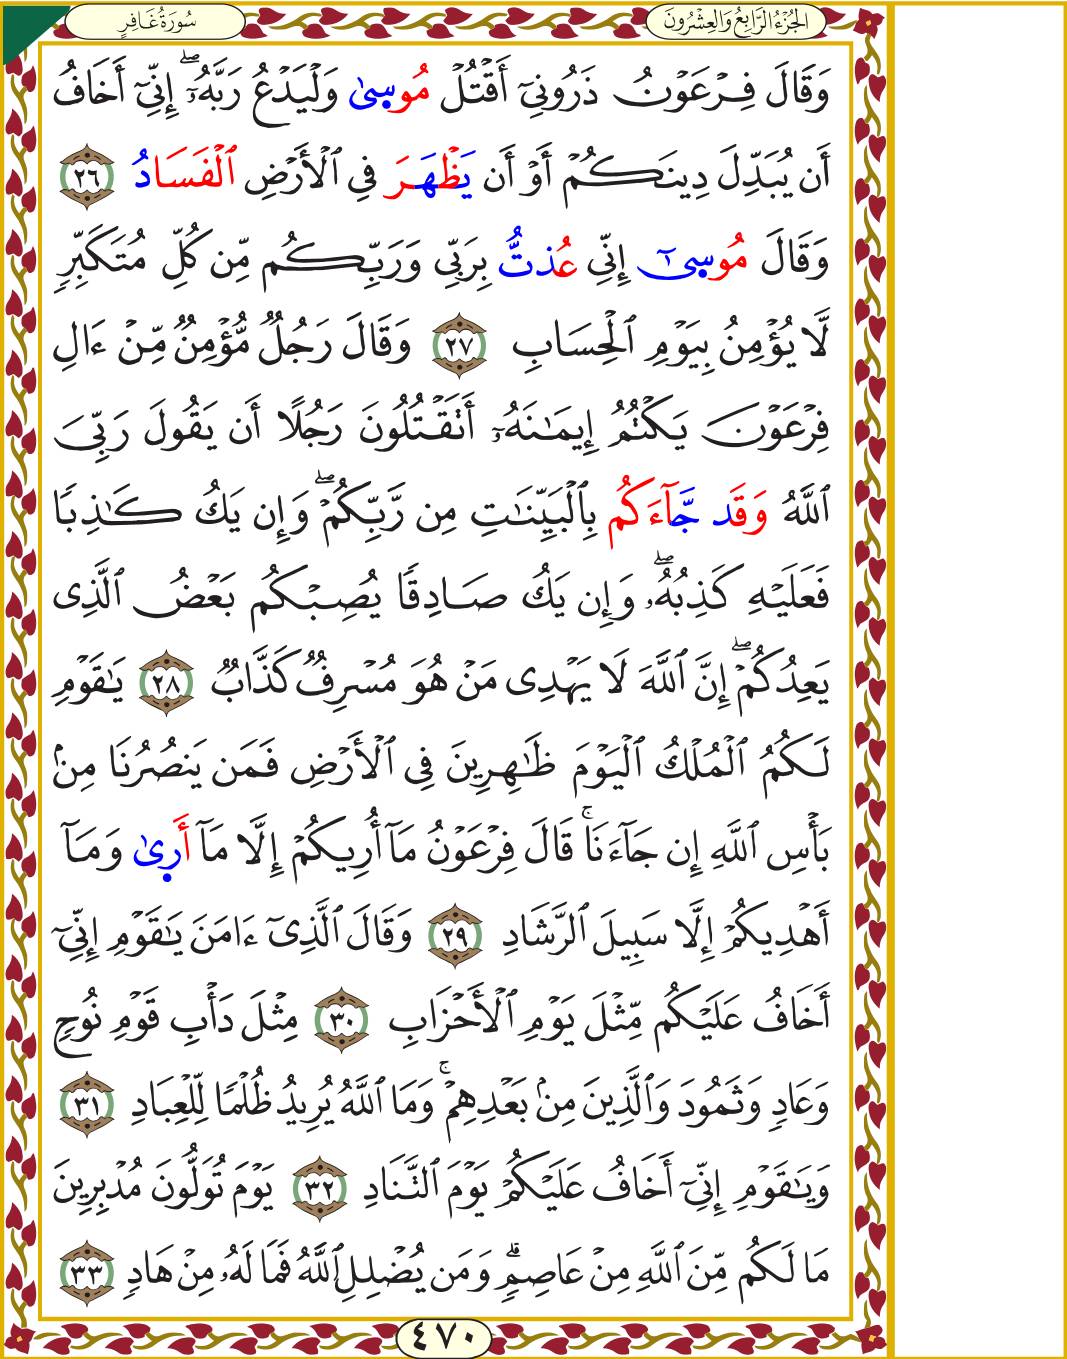 الجُزْءُ الرَّابِعُ وَالعِشْرُونَ
سُورَةُ غَافِرٍ
وَقَالَ فِرْعَوْنُ ذَرُونِيٓ أَقْتُلْ مُوسِىٰ وَلْيَدْعُ رَبَّهُۥٓۖ إِنِّيٓ أَخَافُ
أَن يُبَدِّلَ دِينَكُمْ أَوْ أَن يَظْهَرَ فِي ٱلْأَرْضِ ٱلْفَسَادُ ٢٦
وَقَالَ مُوسِىٰٓ إِنِّي عُذتُّ بِرَبِّي وَرَبِّكُم مِّن كُلِّ مُتَكَبِّرٍ
لَّا يُؤْمِنُ بِيَوْمِ ٱلْحِسَابِ ٢٧ وَقَالَ رَجُلٌ مُّؤْمِنٌ مِّنْ ءَالِ
فِرْعَوْنَ يَكْتُمُ إِيمَٰنَهُۥٓ أَتَقْتُلُونَ رَجُلًا أَن يَقُولَ رَبِّيَ
ٱللَّهُ وَقَد جَّآءَكُم بِٱلْبَيِّنَٰتِ مِن رَّبِّكُمْۖ وَإِن يَكُ كَٰذِبًا
فَعَلَيْهِ كَذِبُهُۥۖ وَإِن يَكُ صَادِقًا يُصِبْكُم بَعْضُ ٱلَّذِى
يَعِدُكُمْۖ إِنَّ ٱللَّهَ لَا يَهْدِى مَنْ هُوَ مُسْرِفٌ كَذَّابٌ ٢٨ يَٰقَوْمِ
لَكُمُ ٱلْمُلْكُ ٱلْيَوْمَ ظَٰهِرِينَ فِي ٱلْأَرْضِ فَمَن يَنصُرُنَا مِنۢ
بَأْسِ ٱللَّهِ إِن جَآءَنَاۚ قَالَ فِرْعَوْنُ مَآ أُرِيكُمْ إِلَّا مَآ أَرِىٰ وَمَآ
أَهْدِيكُمْ إِلَّا سَبِيلَ ٱلرَّشَادِ ٢٩ وَقَالَ ٱلَّذِىٓ ءَامَنَ يَٰقَوْمِ إِنِّيٓ
أَخَافُ عَلَيْكُم مِّثْلَ يَوْمِ ٱلْأَحْزَابِ ٣٠ مِثْلَ دَأْبِ قَوْمِ نُوحٍ
وَعَادٍ وَثَمُودَ وَٱلَّذِينَ مِنۢ بَعْدِهِمْۚ وَمَا ٱللَّهُ يُرِيدُ ظُلْمًا لِّلْعِبَادِ ٣١
وَيَٰقَوْمِ إِنِّيٓ أَخَافُ عَلَيْكُمْ يَوْمَ ٱلتَّنَادِ ٣٢ يَوْمَ تُوَلُّونَ مُدْبِرِينَ
مَا لَكُم مِّنَ ٱللَّهِ مِنْ عَاصِمٍۗ وَمَن يُضْلِلِ ٱللَّهُ فَمَا لَهُۥ مِنْ هَادٍ ٣٣
٤٧٠